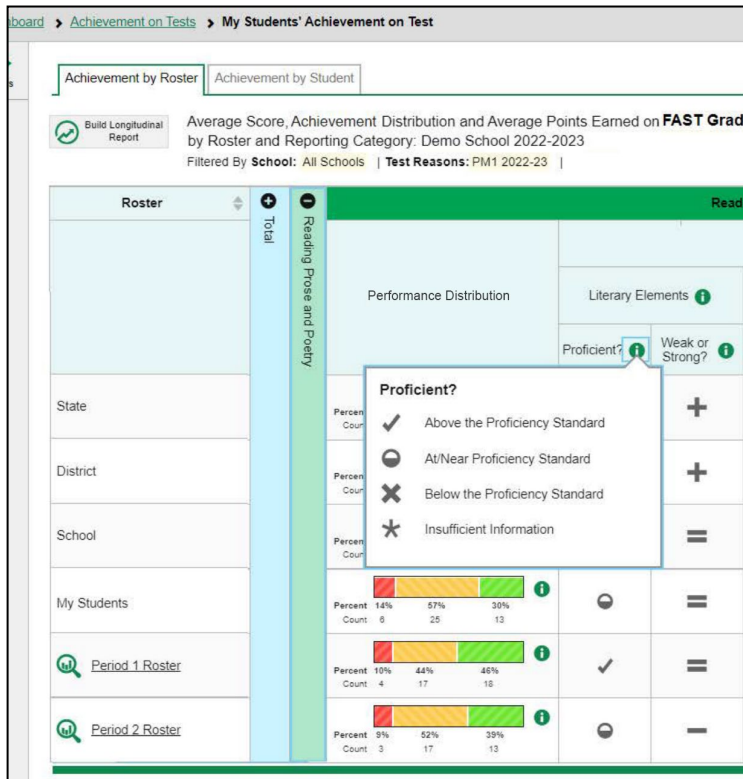 Achievement on Tests > My Students' Achievement on Test
Achievement by Roster Achievement by Student
Build Longitudinal Report
Average Score, Achievement Distribution and Average Points Earned on FAST Grad
by Roster and Reporting Category: Demo School 2022-2023
Filtered By School: All Schools | Test Reasons: PM1 2022-23 |
Roster
Total
Reading Prose and Poetry
Read
Performance Distribution
Literary Elements
Proficient?
Weak or Strong?
Proficient?
Above the Proficiency Standard
At/Near Proficiency Standard
Below the Proficiency Standard
Insufficient Information
State
District
School
My Students
Percent 14% 57% 30%
Count 6 25 13
Period 1 Roster
Percent 10% 44% 46%
Count 4 17 18
Period 2 Roster
Percent 9% 52% 39%
Count 3 17 13